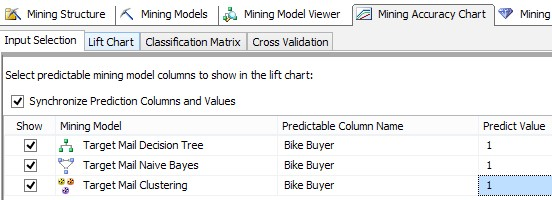 Mining Structure Mining Models Mining Model Viewer Mining Accuracy Chart Mining
Input Selection Lift Chart Classification Matrix Cross Validation
Select predictable mining model columns to show in the lift chart:
Synchronize Prediction Columns and Values
Show Mining Model Predictable Column Name Predict Value
Target Mail Decision Tree Bike Buyer 1
Target Mail Naive Bayes Bike Buyer 1
Target Mail Clustering Bike Buyer 1